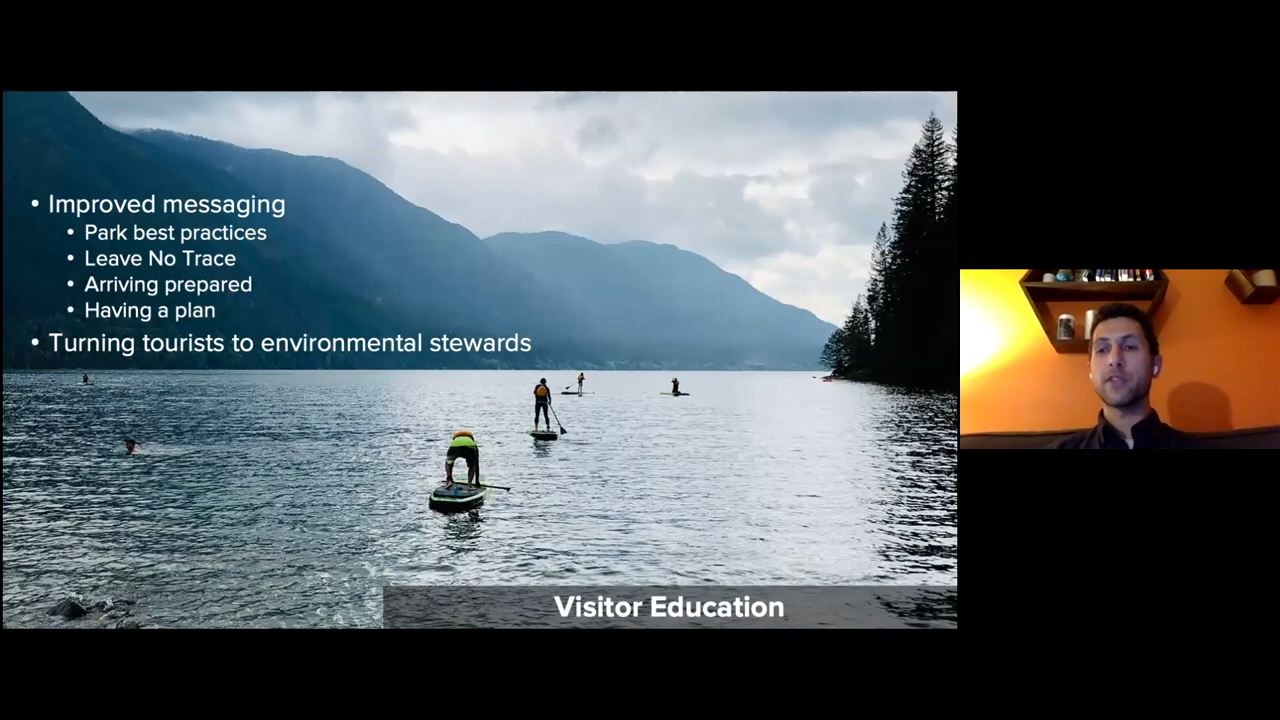 • Improved messaging
• Park best practices
• Leave No Trace
• Arriving prepared
• Having a plan
• Turning tourists to environmental stewards
Visitor Education